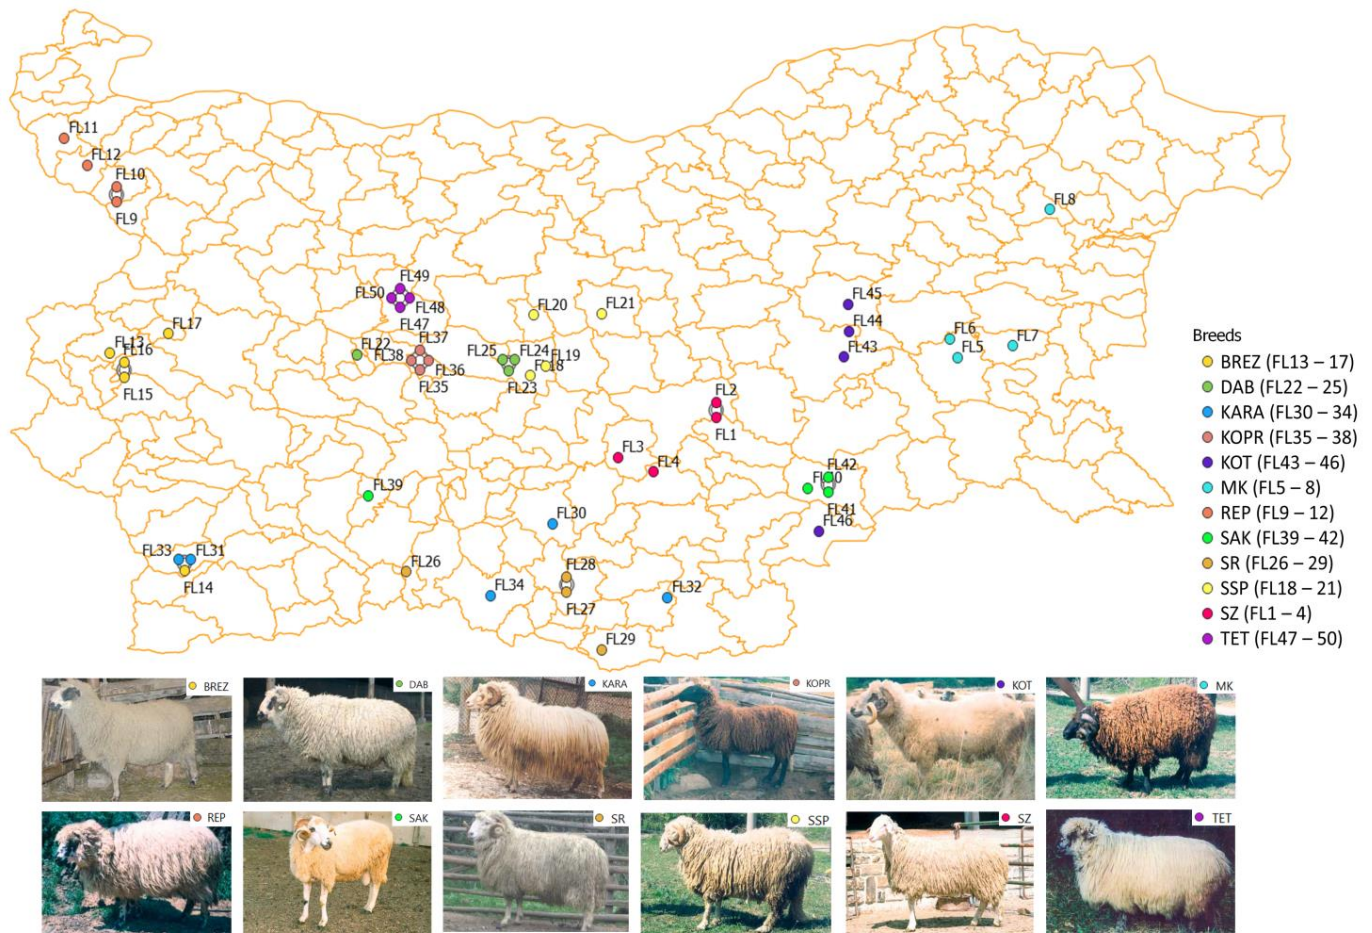 FL11
FL12
FL10
FL9
FL8
FL49
FL50
FL48
FL47
FL20
FL21
FL45
FL44
FL43
FL6
FL7
FL5
FL17
FL13
FL16
FL15
FL22
FL37
FL38
FL36
FL35
FL25
FL24
FL19
FL18
FL23
FL2
FL1
FL3
FL4
FL42
FL40
FL41
FL46
FL39
FL30
FL33
FL31
FL14
FL26
FL28
FL34
FL27
FL32
FL29
Breeds
BREZ (FL13 – 17)
DAB (FL22 – 25)
KARA (FL30 – 34)
KOPR (FL35 – 38)
KOT (FL43 – 46)
MK (FL5 – 8)
REP (FL9 – 12)
SAK (FL39 – 42)
SR (FL26 – 29)
SSP (FL18 – 21)
SZ (FL1 – 4)
TET (FL47 – 50)
BREZ
DAB
KARA
KOPR
KOT
MK
REP
SAK
SR
SSP
SZ
TET